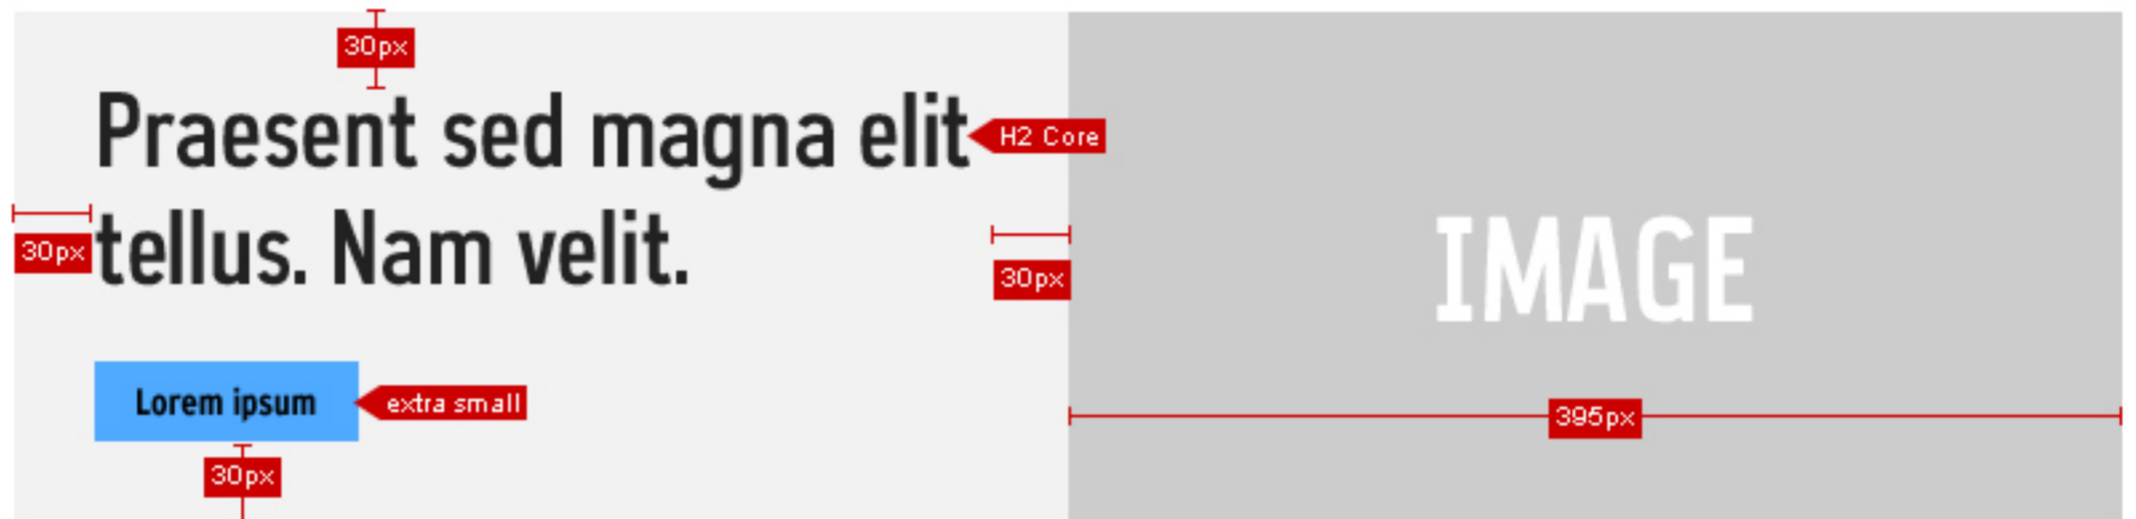 30px
Praesent sed magna elit
H2 Core
30px
tellus. Nam velit.
30px
IMAGE
Lorem ipsum
extra small
395px
30px